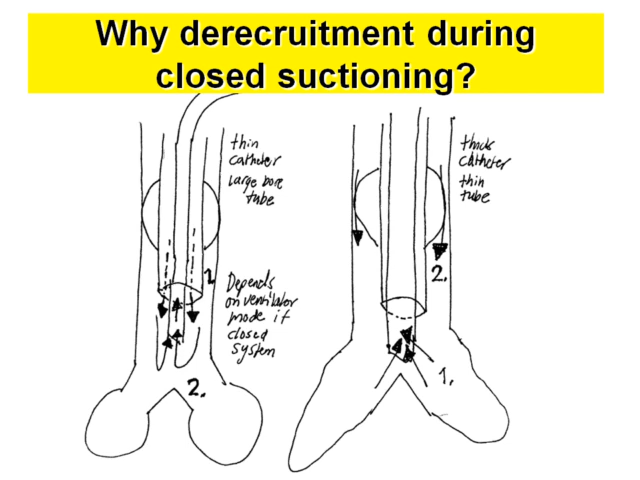 Why derecruitment during
closed suctioning?
thin
catheter
large bore
tube
thick
catheter
thin
tube
1.
2.
Depends
on ventilator
mode if
closed
system
2.
1.